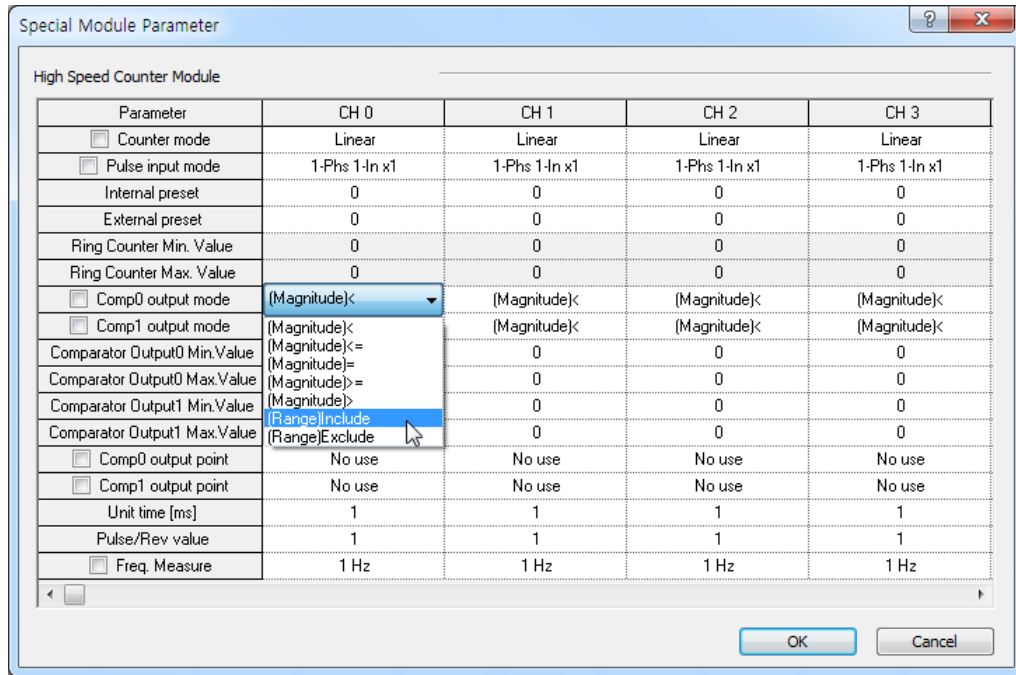 Special Module Parameter
High Speed Counter Module
Parameter CH 0 CH 1 CH 2 CH 3
Counter mode Linear Linear Linear Linear
Pulse input mode 1-Phs 1-In x1 1-Phs 1-In x1 1-Phs 1-In x1 1-Phs 1-In x1
Internal preset 0 0 0 0
External preset 0 0 0 0
Ring Counter Min. Value 0 0 0 0
Ring Counter Max. Value 0 0 0 0
Comp0 output mode (Magnitude)< (Magnitude)< (Magnitude)< (Magnitude)<
Comp1 output mode (Magnitude)< (Magnitude)< (Magnitude)<
(Magnitude)<
(Magnitude)<=
(Magnitude)=
(Magnitude)>=
(Magnitude)>
(Range)Include
(Range)Exclude
Comparator Output0 Min.Value 0 0 0
Comparator Output0 Max.Value 0 0 0
Comparator Output1 Min.Value 0 0 0
Comparator Output1 Max.Value 0 0 0
Comp0 output point No use No use No use No use
Comp1 output point No use No use No use No use
Unit time [ms] 1 1 1 1
Pulse/Rev value 1 1 1 1
Freq. Measure 1 Hz 1 Hz 1 Hz 1 Hz
OK Cancel